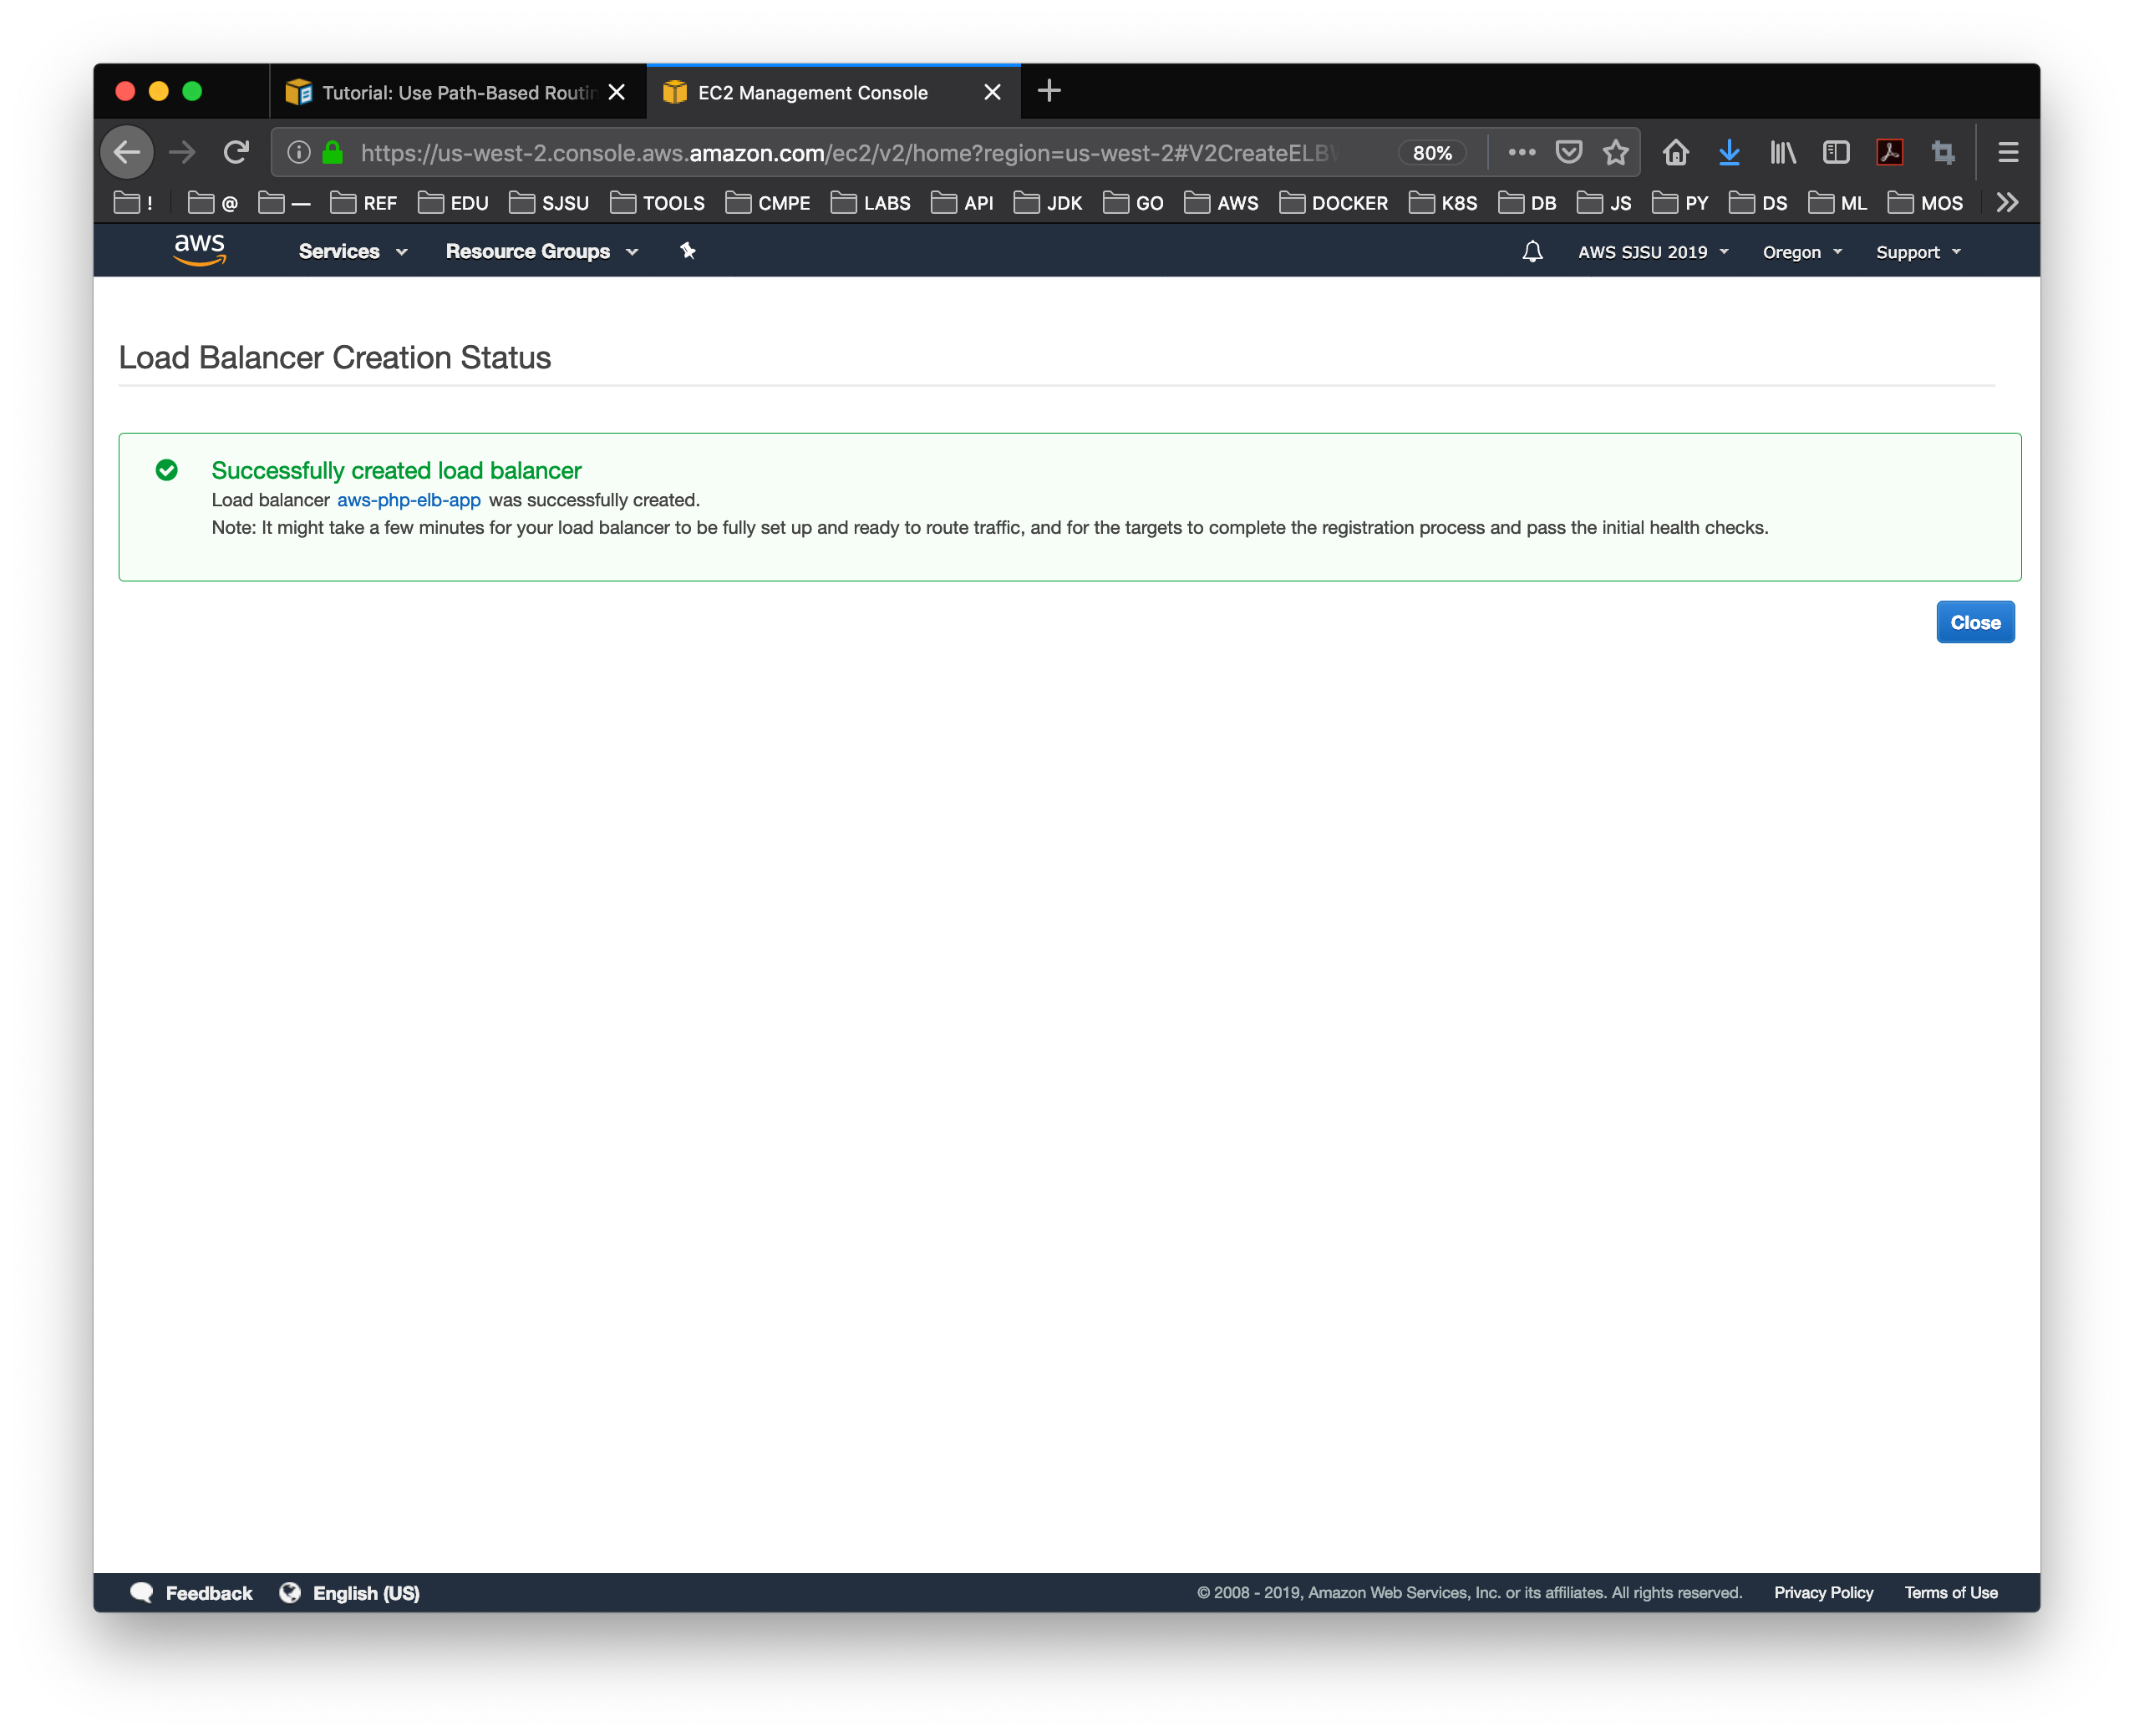 Tutorial: Use Path-Based Routin
EC2 Management Console
https://us-west-2.console.aws.amazon.com/ec2/v2/home?region=us-west-2#V2CreateELBW
80%
! @ — REF EDU SJSU TOOLS CMPE LABS API JDK GO AWS DOCKER K8S DB JS PY DS ML MOS
aws Services Resource Groups AWS SJSU 2019 Oregon Support
Load Balancer Creation Status
Successfully created load balancer
Load balancer aws-php-elb-app was successfully created.
Note: It might take a few minutes for your load balancer to be fully set up and ready to route traffic, and for the targets to complete the registration process and pass the initial health checks.
Close
Feedback English (US) © 2008 - 2019, Amazon Web Services, Inc. or its affiliates. All rights reserved. Privacy Policy Terms of Use